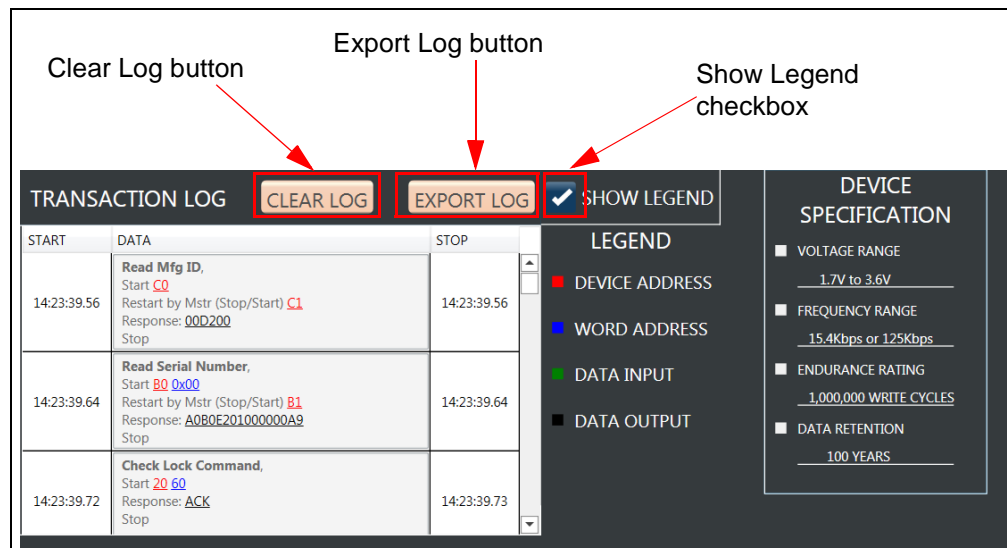 Export Log button
Clear Log button
Show Legend
checkbox
TRANSACTION LOG
CLEAR LOG
EXPORT LOG
SHOW LEGEND
START DATA STOP
14:23:39.56
Read Mfg ID,
Start C0
Restart by Mstr (Stop/Start) C1
Response: 00D200
Stop
14:23:39.56
14:23:39.64
Read Serial Number,
Start B0 0x00
Restart by Mstr (Stop/Start) B1
Response: A0B0E201000000A9
Stop
14:23:39.64
14:23:39.72
Check Lock Command,
Start 20 60
Response: ACK
Stop
14:23:39.73
LEGEND
DEVICE ADDRESS
WORD ADDRESS
DATA INPUT
DATA OUTPUT
DEVICE
SPECIFICATION
VOLTAGE RANGE
1.7V to 3.6V
FREQUENCY RANGE
15.4Kbps or 125Kbps
ENDURANCE RATING
1,000,000 WRITE CYCLES
DATA RETENTION
100 YEARS